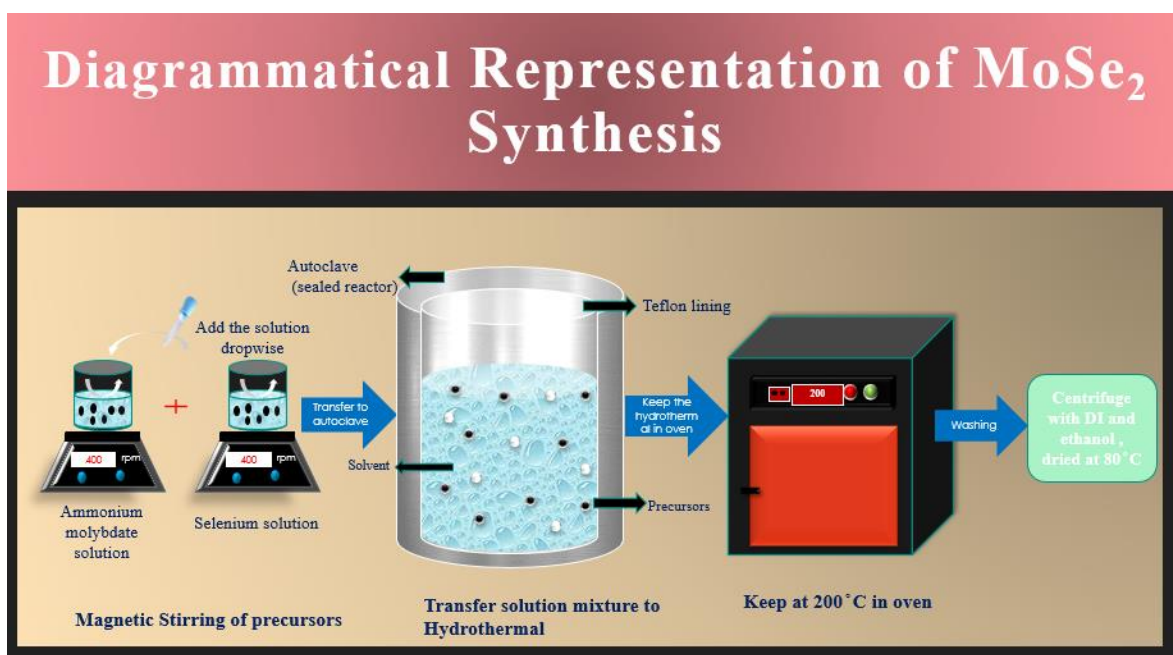 Diagrammatical Representation of MoSe₂
Synthesis
Autoclave
(sealed reactor)
Teflon lining
Add the solution
dropwise
400 rpm
400 rpm
Ammonium
molybdate
solution
Selenium solution
Transfer to
autoclave
Solvent
Precursors
Keep the
hydrotherm
al in oven
200
Washing
Centrifuge
with DI and
ethanol ,
dried at 80˚C
Magnetic Stirring of precursors
Transfer solution mixture to
Hydrothermal
Keep at 200˚C in oven